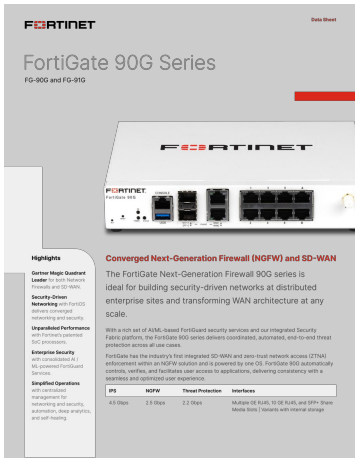 FORTINET
Data Sheet
FortiGate 90G Series
FG-90G and FG-91G
FORTINET
FORTINET
FortiGate 90G
CONSOLE
USB
Highlights
Gartner Magic Quadrant
Leader for both Network
Firewalls and SD-WAN.
Security-Driven
Networking with FortiOS
delivers converged
networking and security.
Unparalleled Performance
with Fortinet's patented
SoC processors.
Enterprise Security
with consolidated AI /
ML-powered FortiGuard
Services.
Simplified Operations
with centralized
management for
networking and security,
automation, deep analytics,
and self-healing.
Converged Next-Generation Firewall (NGFW) and SD-WAN
The FortiGate Next-Generation Firewall 90G series is
ideal for building security-driven networks at distributed
enterprise sites and transforming WAN architecture at any
scale.
With a rich set of AI/ML-based FortiGuard security services and our integrated Security
Fabric platform, the FortiGate 90G series delivers coordinated, automated, end-to-end threat
protection across all use cases.
FortiGate has the industry's first integrated SD-WAN and zero-trust network access (ZTNA)
enforcement within an NGFW solution and is powered by one OS. FortiGate 90G automatically
controls, verifies, and facilitates user access to applications, delivering consistency with a
seamless and optimized user experience.
IPS NGFW Threat Protection Interfaces
4.5 Gbps 2.5 Gbps 2.2 Gbps Multiple GE RJ45, 10 GE RJ45, and SFP+ Share
Media Slots | Variants with internal storage